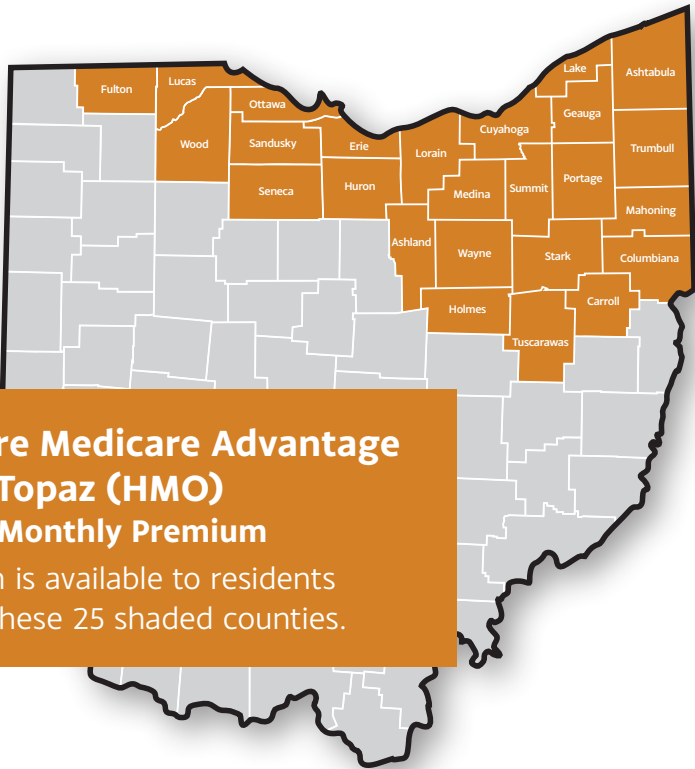 Lake
Ashtabula
Lucas
Fulton
Ottawa
Geauga
Cuyahoga
Wood
Sandusky
Erie
Lorain
Trumbull
Seneca
Huron
Medina
Summit
Portage
Mahoning
Ashland
Wayne
Stark
Columbiana
Holmes
Carroll
Tuscarawas
re Medicare Advantage
Topaz (HMO)
Monthly Premium
is available to residents
hese 25 shaded counties.